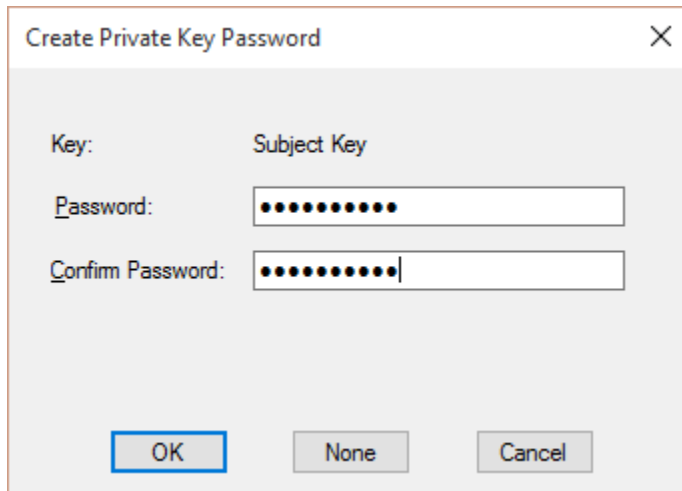 Create Private Key Password
Key: Subject Key
Password: ●●●●●●●●●●
Confirm Password: ●●●●●●●●●●
OK None Cancel